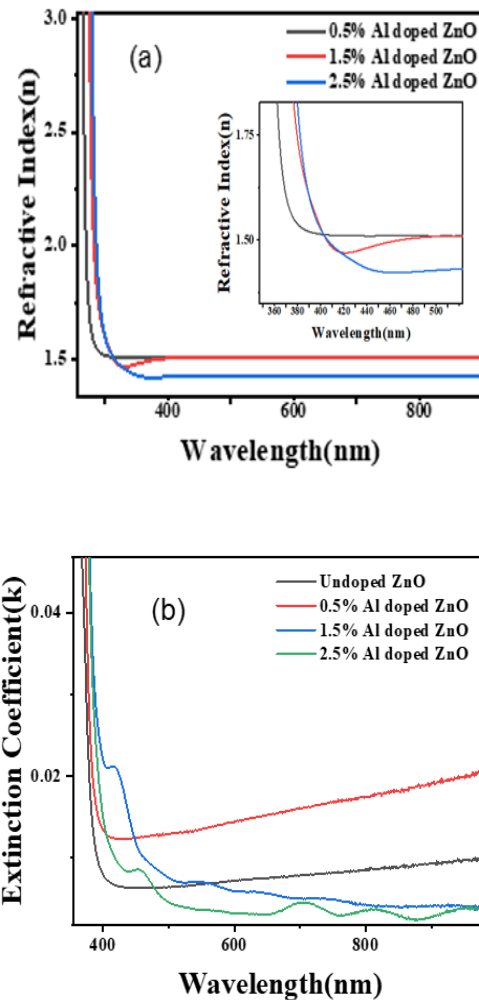 3.0
(a)
0.5% Al doped ZnO
1.5% Al doped ZnO
2.5% Al doped ZnO
2.5
2.0
1.5
Refractive Index(n)
1.75
1.50
Refractive Index(n)
360 380 400 420 440 460 480 500
Wavelength(nm)
400 600 800
Wavelength(nm)
(b)
Undoped ZnO
0.5% Al doped ZnO
1.5% Al doped ZnO
2.5% Al doped ZnO
0.04
0.02
Extinction Coefficient(k)
400 600 800
Wavelength(nm)